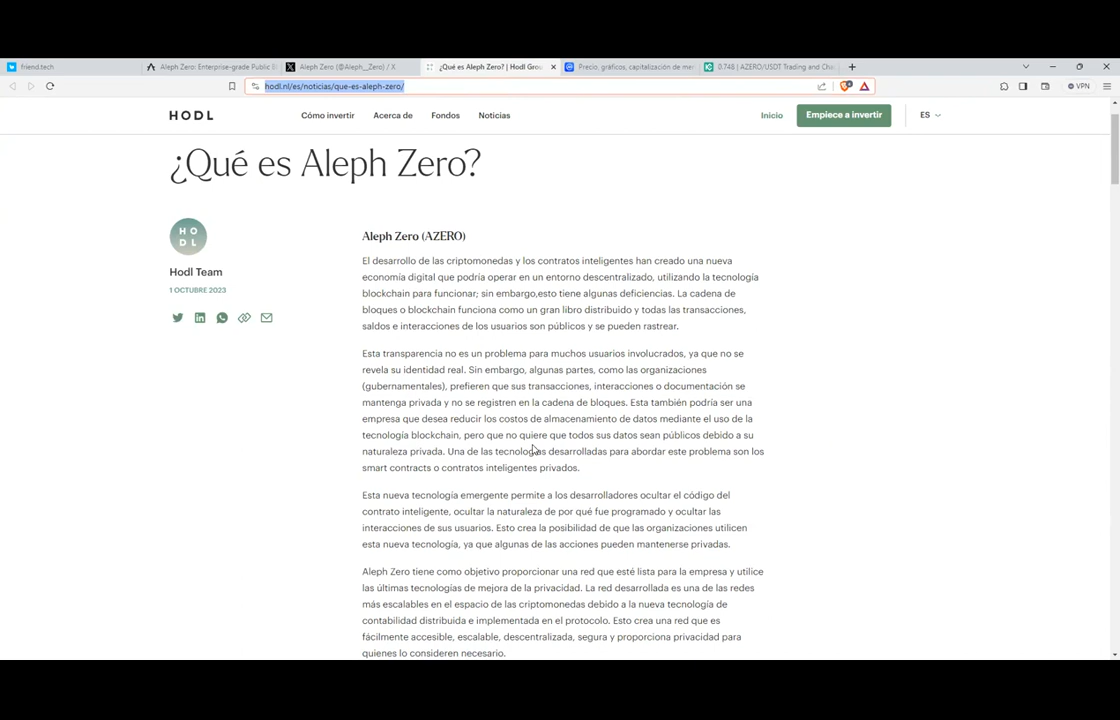 friend.tech
Aleph Zero: Enterprise-grade Public Bl
Aleph Zero (@Aleph__Zero) / X
¿Qué es Aleph Zero? | Hodl Grou
Precio, gráficos, capitalización de mer
0.748 | AZERO/USDT Trading and Cha
hodl.nl/es/noticias/que-es-aleph-zero/
VPN
HODL
Cómo invertir
Acerca de
Fondos
Noticias
Inicio
Empiece a invertir
ES
¿Qué es Aleph Zero?
HO
DL
Hodl Team
1 OCTUBRE 2023
Aleph Zero (AZERO)
El desarrollo de las criptomonedas y los contratos inteligentes han creado una nueva
economía digital que podría operar en un entorno descentralizado, utilizando la tecnología
blockchain para funcionar; sin embargo,esto tiene algunas deficiencias. La cadena de
bloques o blockchain funciona como un gran libro distribuido y todas las transacciones,
saldos e interacciones de los usuarios son públicos y se pueden rastrear.
Esta transparencia no es un problema para muchos usuarios involucrados, ya que no se
revela su identidad real. Sin embargo, algunas partes, como las organizaciones
(gubernamentales), prefieren que sus transacciones, interacciones o documentación se
mantenga privada y no se registren en la cadena de bloques. Esta también podría ser una
empresa que desea reducir los costos de almacenamiento de datos mediante el uso de la
tecnología blockchain, pero que no quiere que todos sus datos sean públicos debido a su
naturaleza privada. Una de las tecnologías desarrolladas para abordar este problema son los
smart contracts o contratos inteligentes privados.
Esta nueva tecnología emergente permite a los desarrolladores ocultar el código del
contrato inteligente, ocultar la naturaleza de por qué fue programado y ocultar las
interacciones de sus usuarios. Esto crea la posibilidad de que las organizaciones utilicen
esta nueva tecnología, ya que algunas de las acciones pueden mantenerse privadas.
Aleph Zero tiene como objetivo proporcionar una red que esté lista para la empresa y utilice
las últimas tecnologías de mejora de la privacidad. La red desarrollada es una de las redes
más escalables en el espacio de las criptomonedas debido a la nueva tecnología de
contabilidad distribuida e implementada en el protocolo. Esto crea una red que es
fácilmente accesible, escalable, descentralizada, segura y proporciona privacidad para
quienes lo consideren necesario.